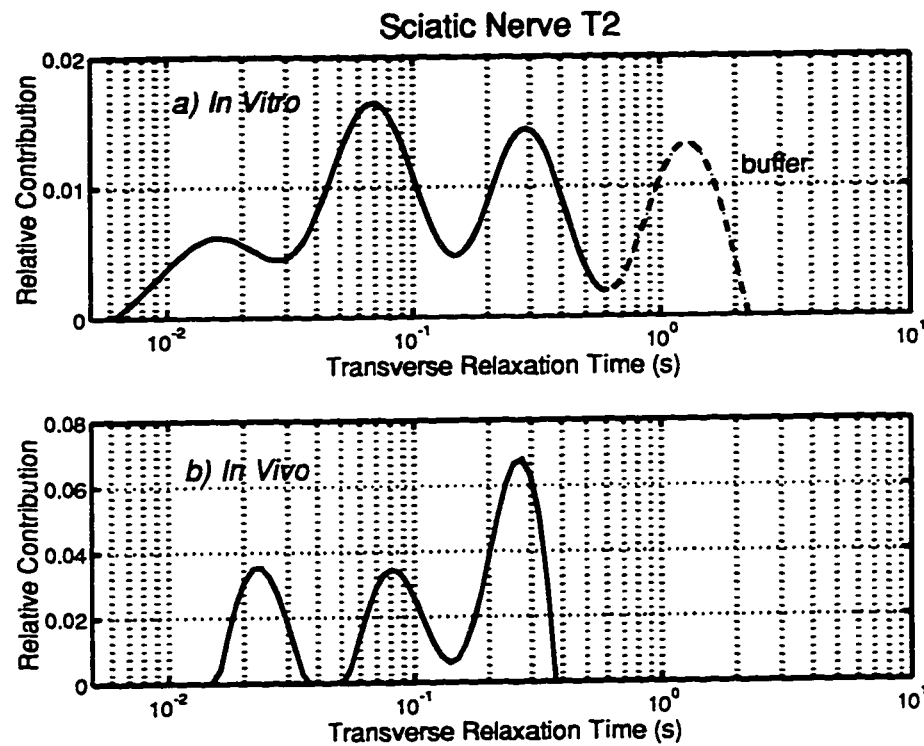 Sciatic Nerve T2
0.02
a) In Vitro
buffer
0.01
0
Relative Contribution
10⁻² 10⁻¹ 10⁰ 10¹
Transverse Relaxation Time (s)
0.08
b) In Vivo
0.06
0.04
0.02
0
Relative Contribution
10⁻² 10⁻¹ 10⁰ 10¹
Transverse Relaxation Time (s)